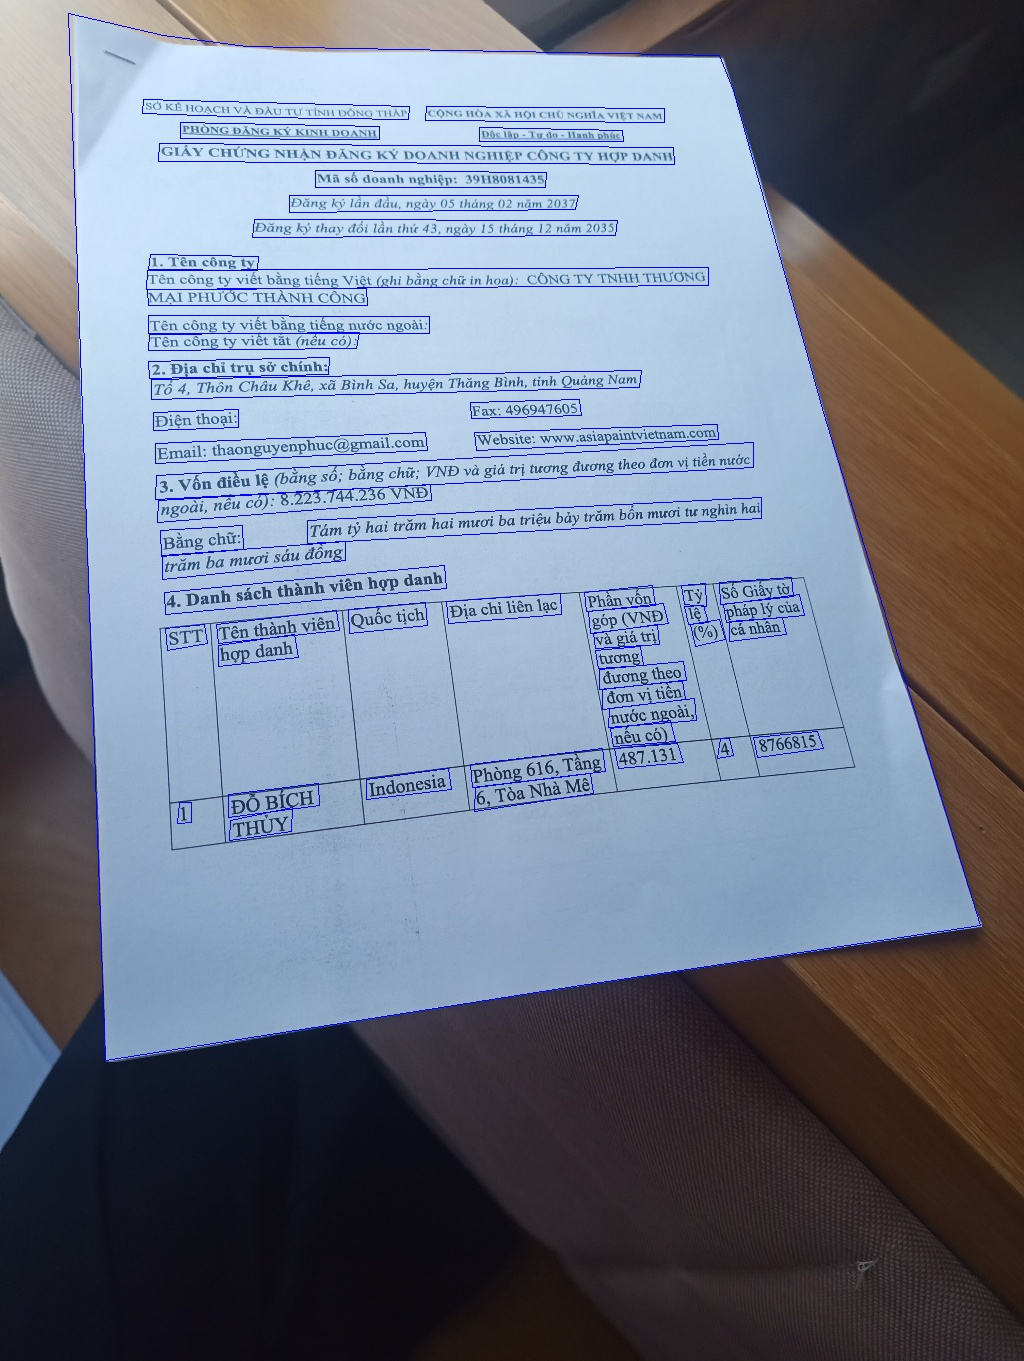 SỞ KẾ HOẠCH VÀ ĐẦU TƯ TỈNH ĐỒNG THÁP
CỘNG HÒA XÃ HỘI CHỦ NGHĨA VIỆT NAM
PHÒNG ĐĂNG KÝ KINH DOANH
Độc lập - Tự do - Hạnh phúc
GIẤY CHỨNG NHẬN ĐĂNG KÝ DOANH NGHIỆP CÔNG TY HỢP DANH
Mã số doanh nghiệp: 39H8081435
Đăng ký lần đầu, ngày 05 tháng 02 năm 2037
Đăng ký thay đổi lần thứ 43, ngày 15 tháng 12 năm 2035
1. Tên công ty
Tên công ty viết bằng tiếng Việt (ghi bằng chữ in hoa): CÔNG TY TNHH THƯƠNG
MẠI PHƯỚC THÀNH CÔNG
Tên công ty viết bằng tiếng nước ngoài:
Tên công ty viết tắt (nếu có):
2. Địa chỉ trụ sở chính:
Tổ 4, Thôn Châu Khê, xã Bình Sa, huyện Thăng Bình, tỉnh Quảng Nam
Điện thoại:
Fax: 496947605
Email: thaonguyenphuc@gmail.com
Website: www.asiapaintvietnam.com
3. Vốn điều lệ (bằng số; bằng chữ; VNĐ và giá trị tương đương theo đơn vị tiền nước
ngoài, nếu có): 8.223.744.236 VNĐ
Bằng chữ:
Tám tỷ hai trăm hai mươi ba triệu bảy trăm bốn mươi tư nghìn hai
trăm ba mươi sáu đồng
4. Danh sách thành viên hợp danh
STT
Tên thành viên
hợp danh
Quốc tịch
Địa chỉ liên lạc
Phần vốn
góp (VNĐ
và giá trị
tương
đương theo
đơn vị tiền
nước ngoài,
nếu có)
Tỷ
lệ
(%)
Số Giấy tờ
pháp lý của
cá nhân
1
ĐỖ BÍCH
THỦY
Indonesia
Phòng 616, Tầng
6, Tòa Nhà Mê
487.131
4
8766815